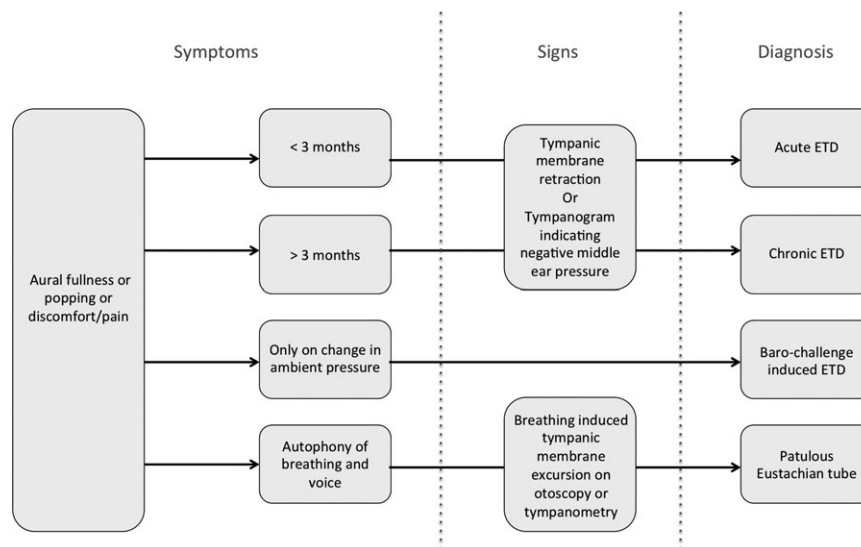 Symptoms
Signs
Diagnosis
Aural fullness or
popping or
discomfort/pain
< 3 months
> 3 months
Only on change in
ambient pressure
Autophony of
breathing and
voice
Tympanic
membrane
retraction
Or
Tympanogram
indicating
negative middle
ear pressure
Breathing induced
tympanic
membrane
excursion on
otoscopy or
tympanometry
Acute ETD
Chronic ETD
Baro-challenge
induced ETD
Patulous
Eustachian tube